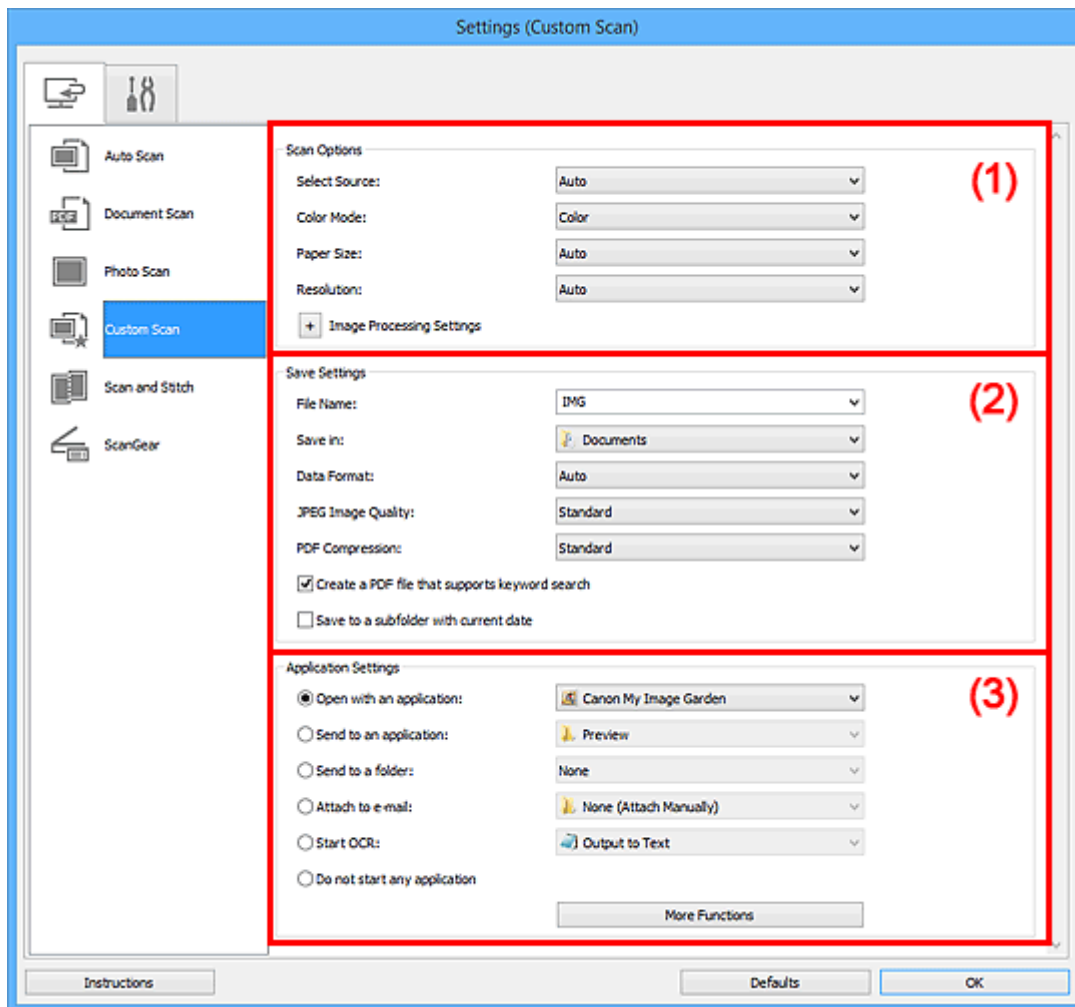 Settings (Custom Scan)
Auto Scan
PDF Document Scan
Photo Scan
Custom Scan
Scan and Stitch
ScanGear
Scan Options
(1)
Select Source: Auto
Color Mode: Color
Paper Size: Auto
Resolution: Auto
+ Image Processing Settings
Save Settings
(2)
File Name: IMG
Save in: Documents
Data Format: Auto
JPEG Image Quality: Standard
PDF Compression: Standard
Create a PDF file that supports keyword search
Save to a subfolder with current date
Application Settings
(3)
Open with an application: Canon My Image Garden
Send to an application: Preview
Send to a folder: None
Attach to e-mail: None (Attach Manually)
Start OCR: Output to Text
Do not start any application
More Functions
Instructions Defaults OK